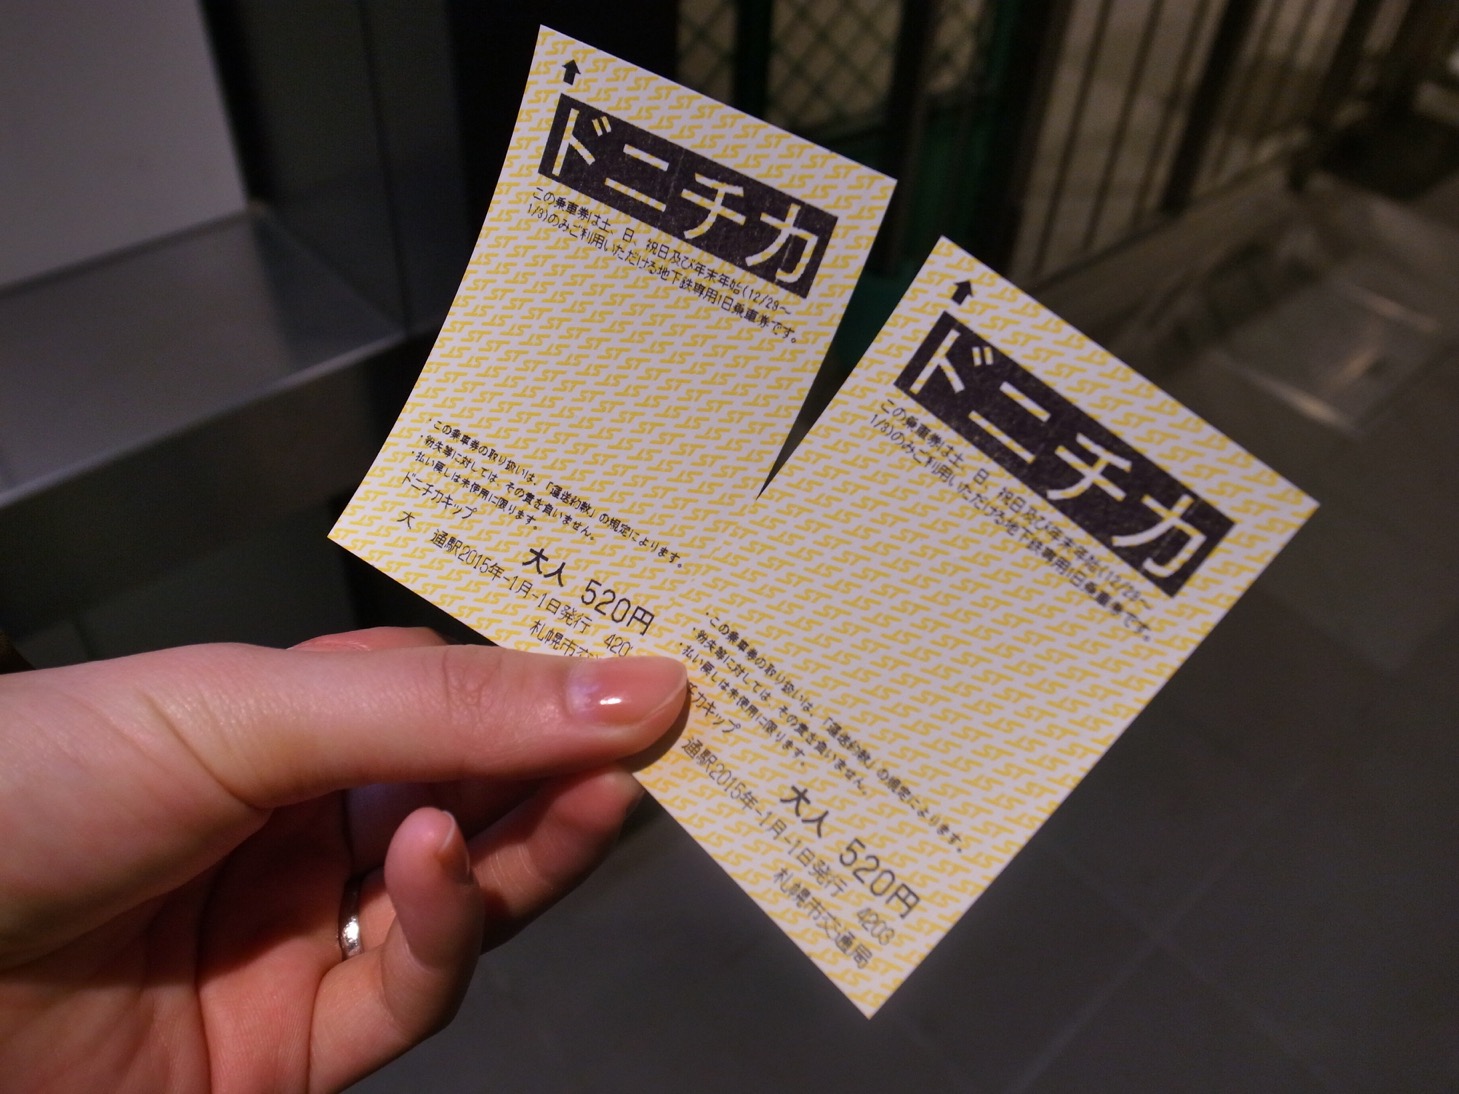 ドニチカ
この乗車券は土、日、祝日及び年末年始(12/29〜
1/3)のみご利用いただける地下鉄専用1日乗車券です。
・この乗車券の取り扱いは、「運送約款」の規定によります。
・紛失等に対しては、その責を負いません。
・払い戻しは未使用に限ります。
ドニチカキップ
大人 520円
大 通駅2015年-1月-1日発行 420
札幌市交
ドニチカ
この乗車券は土、日、祝日及び年末年始(12/29〜
1/3)のみご利用いただける地下鉄専用1日乗車券です。
・この乗車券の取り扱いは、「運送約款」の規定によります。
・紛失等に対しては、その責を負いません。
・払い戻しは未使用に限ります。
チカキップ
大人 520円
通駅2015年-1月-1日発行 4203
札幌市交通局